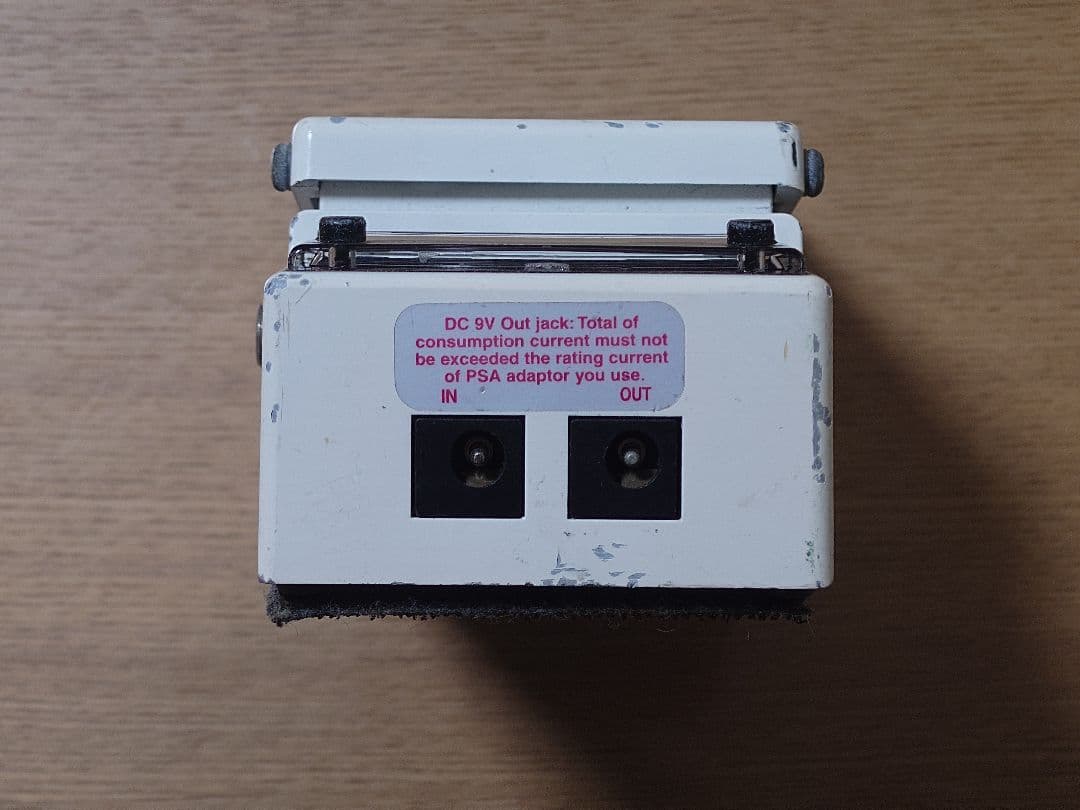 DC 9V Out jack: Total of
consumption current must not
be exceeded the rating current
of PSA adaptor you use.
IN OUT